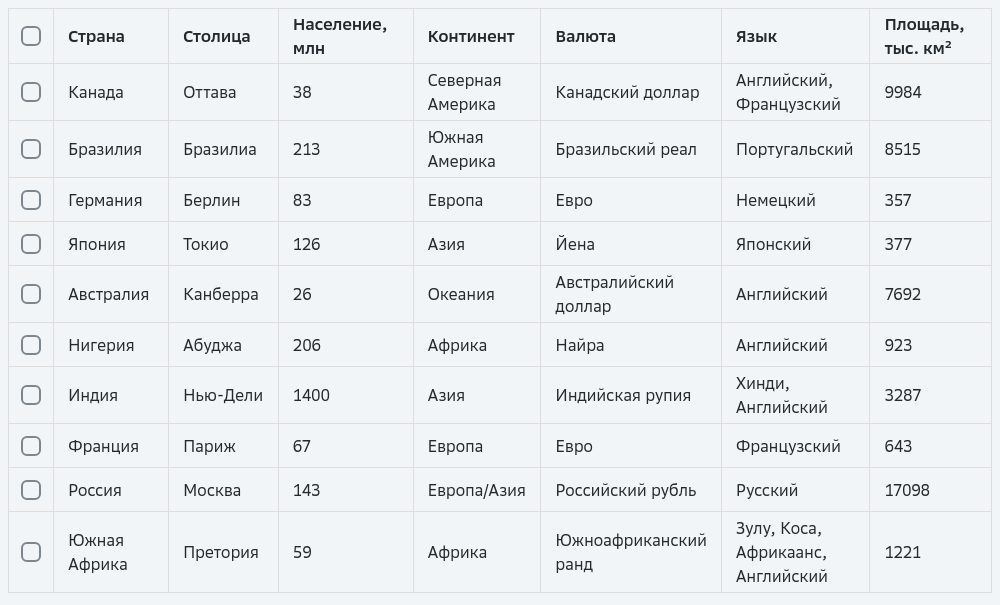 Страна Столица Население, млн Континент Валюта Язык Площадь, тыс. км²
Канада Оттава 38 Северная Америка Канадский доллар Английский, Французский 9984
Бразилия Бразилиа 213 Южная Америка Бразильский реал Португальский 8515
Германия Берлин 83 Европа Евро Немецкий 357
Япония Токио 126 Азия Йена Японский 377
Австралия Канберра 26 Океания Австралийский доллар Английский 7692
Нигерия Абуджа 206 Африка Найра Английский 923
Индия Нью-Дели 1400 Азия Индийская рупия Хинди, Английский 3287
Франция Париж 67 Европа Евро Французский 643
Россия Москва 143 Европа/Азия Российский рубль Русский 17098
Южная Африка Претория 59 Африка Южноафриканский ранд Зулу, Коса, Африкаанс, Английский 1221